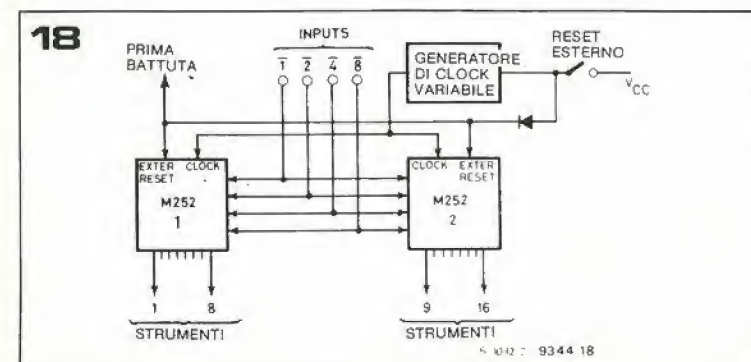 18
PRIMA
BATTUTA
INPUTS
1̅ 2̅ 4̅ 8̅
GENERATORE
DI CLOCK
VARIABILE
RESET
ESTERNO
VCC
EXTER
RESET
CLOCK
M252
1
CLOCK
EXTER
RESET
M252
2
1 8
STRUMENTI
9 16
STRUMENTI
9344 18